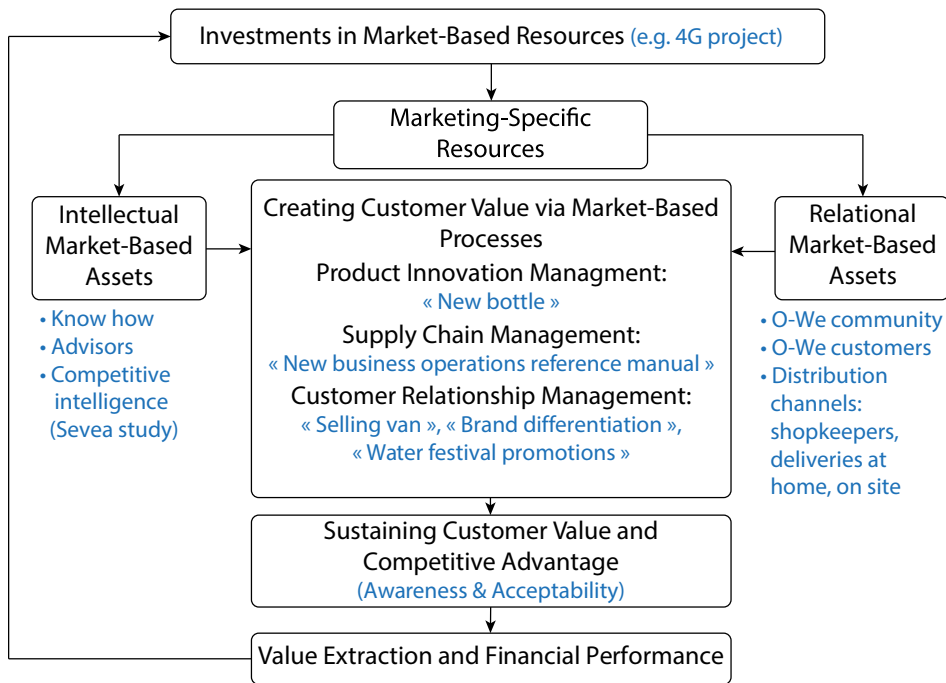 Investments in Market-Based Resources (e.g. 4G project)
Marketing-Specific
Resources
Intellectual
Market-Based
Assets
• Know how
• Advisors
• Competitive
intelligence
(Sevea study)
Creating Customer Value via Market-Based
Processes
Product Innovation Managment:
« New bottle »
Supply Chain Management:
« New business operations reference manual »
Customer Relationship Management:
« Selling van », « Brand differentiation »,
« Water festival promotions »
Relational
Market-Based
Assets
• O-We community
• O-We customers
• Distribution
channels:
shopkeepers,
deliveries at
home, on site
Sustaining Customer Value and
Competitive Advantage
(Awareness & Acceptability)
Value Extraction and Financial Performance